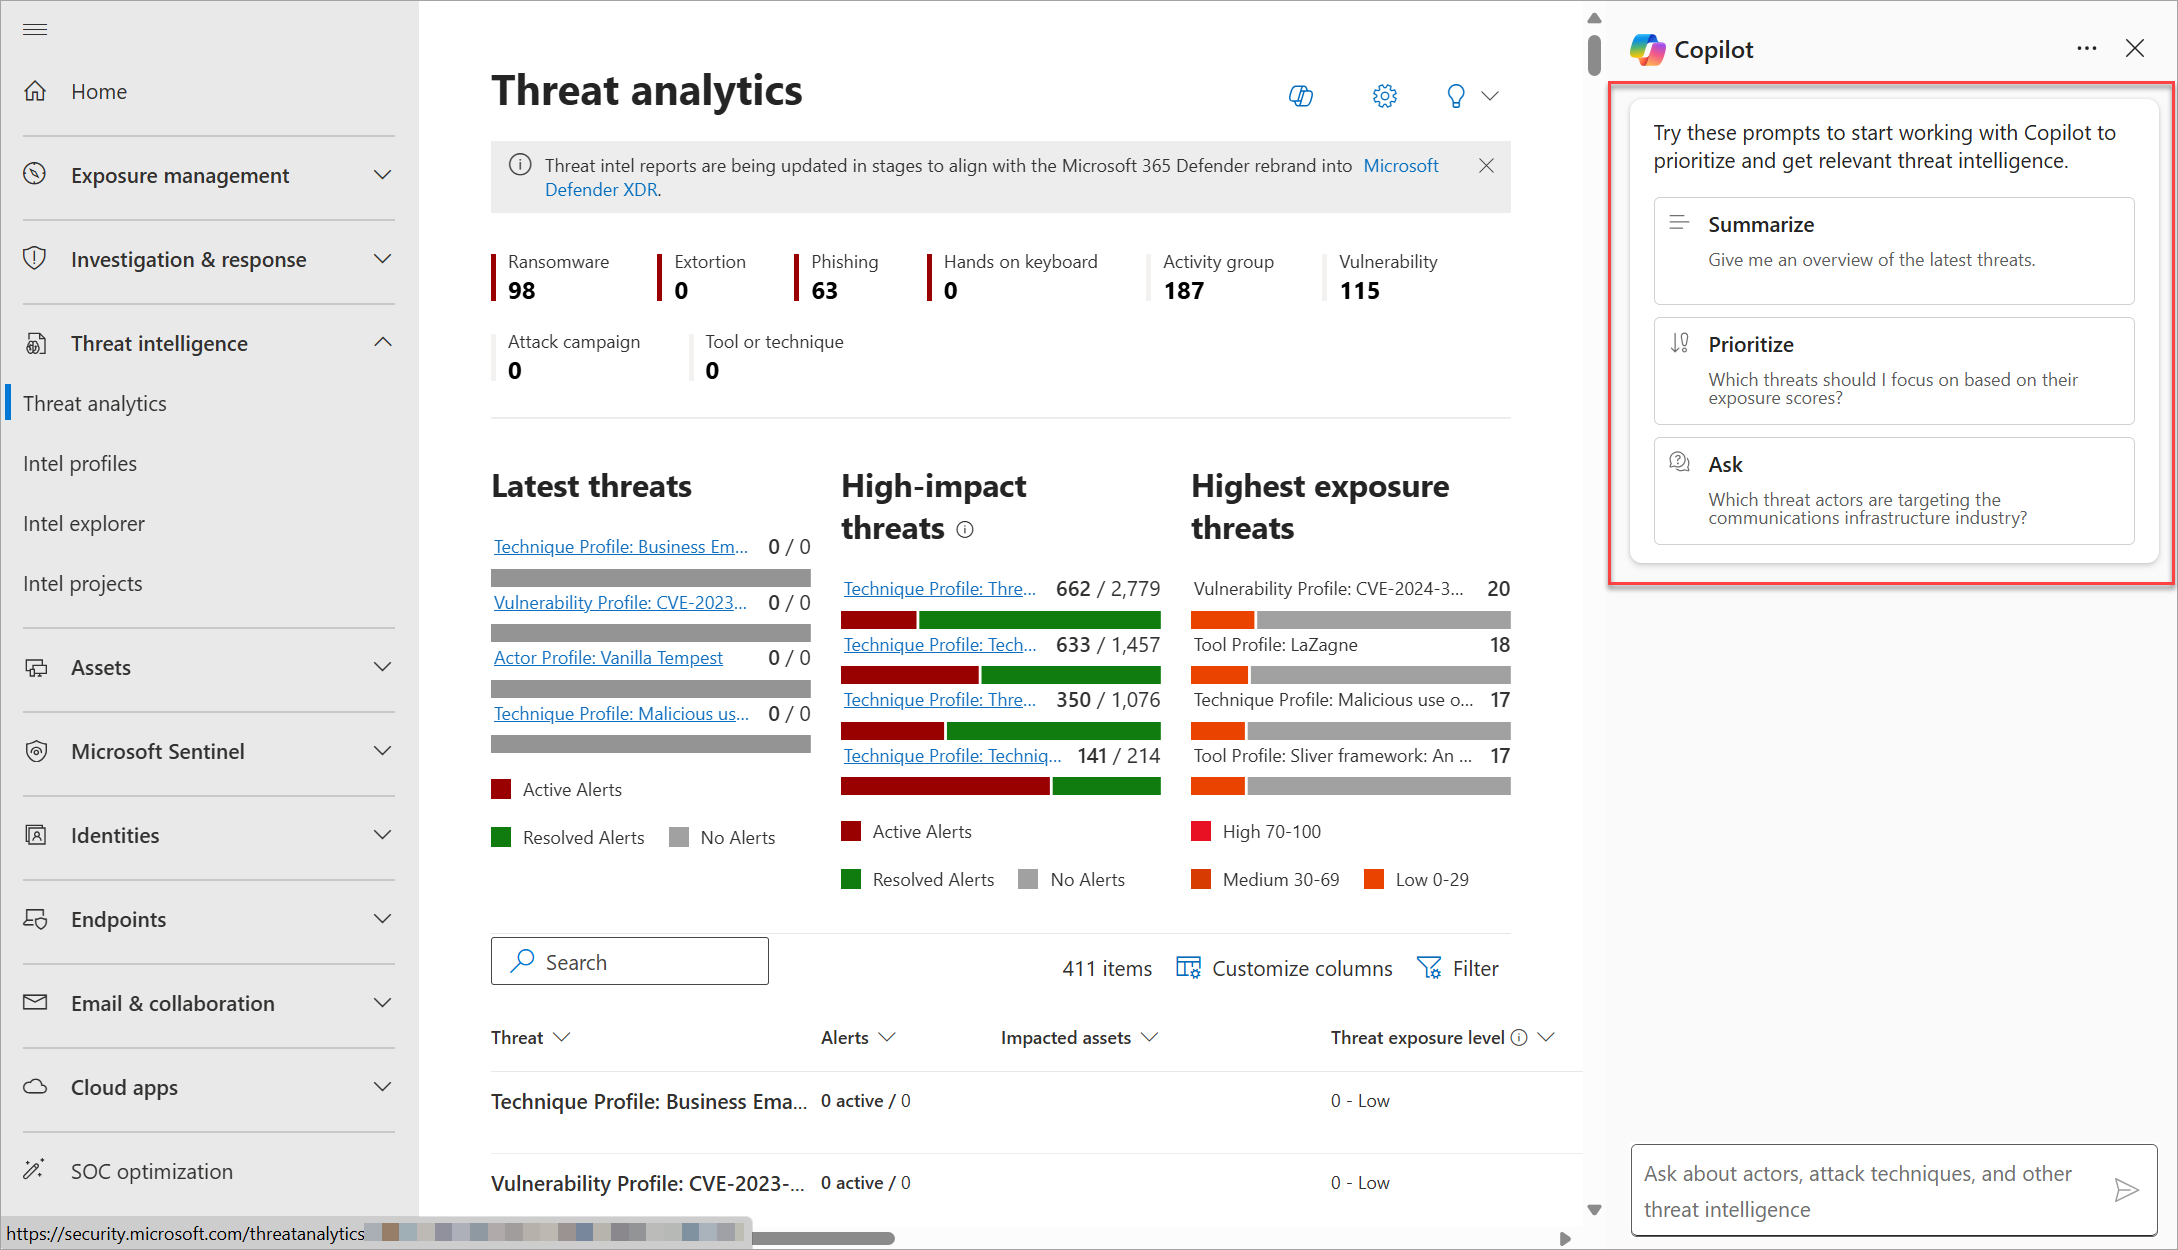 Home
Exposure management
Investigation & response
Threat intelligence
Threat analytics
Intel profiles
Intel explorer
Intel projects
Assets
Microsoft Sentinel
Identities
Endpoints
Email & collaboration
Cloud apps
SOC optimization
https://security.microsoft.com/threatanalytics
Threat analytics
Threat intel reports are being updated in stages to align with the Microsoft 365 Defender rebrand into Microsoft
Defender XDR.
Ransomware
98
Extortion
0
Phishing
63
Hands on keyboard
0
Activity group
187
Vulnerability
115
Attack campaign
0
Tool or technique
0
Latest threats
Technique Profile: Business Em... 0 / 0
Vulnerability Profile: CVE-2023... 0 / 0
Actor Profile: Vanilla Tempest 0 / 0
Technique Profile: Malicious us... 0 / 0
Active Alerts
Resolved Alerts No Alerts
High-impact
threats
Technique Profile: Thre... 662 / 2,779
Technique Profile: Tech... 633 / 1,457
Technique Profile: Thre... 350 / 1,076
Technique Profile: Techniq... 141 / 214
Active Alerts
Resolved Alerts No Alerts
Highest exposure
threats
Vulnerability Profile: CVE-2024-3... 20
Tool Profile: LaZagne 18
Technique Profile: Malicious use o... 17
Tool Profile: Sliver framework: An ... 17
High 70-100
Medium 30-69 Low 0-29
Search
411 items Customize columns Filter
Threat Alerts Impacted assets Threat exposure level
Technique Profile: Business Ema... 0 active / 0 0 - Low
Vulnerability Profile: CVE-2023-... 0 active / 0 0 - Low
Copilot
Try these prompts to start working with Copilot to
prioritize and get relevant threat intelligence.
Summarize
Give me an overview of the latest threats.
Prioritize
Which threats should I focus on based on their
exposure scores?
Ask
Which threat actors are targeting the
communications infrastructure industry?
Ask about actors, attack techniques, and other
threat intelligence